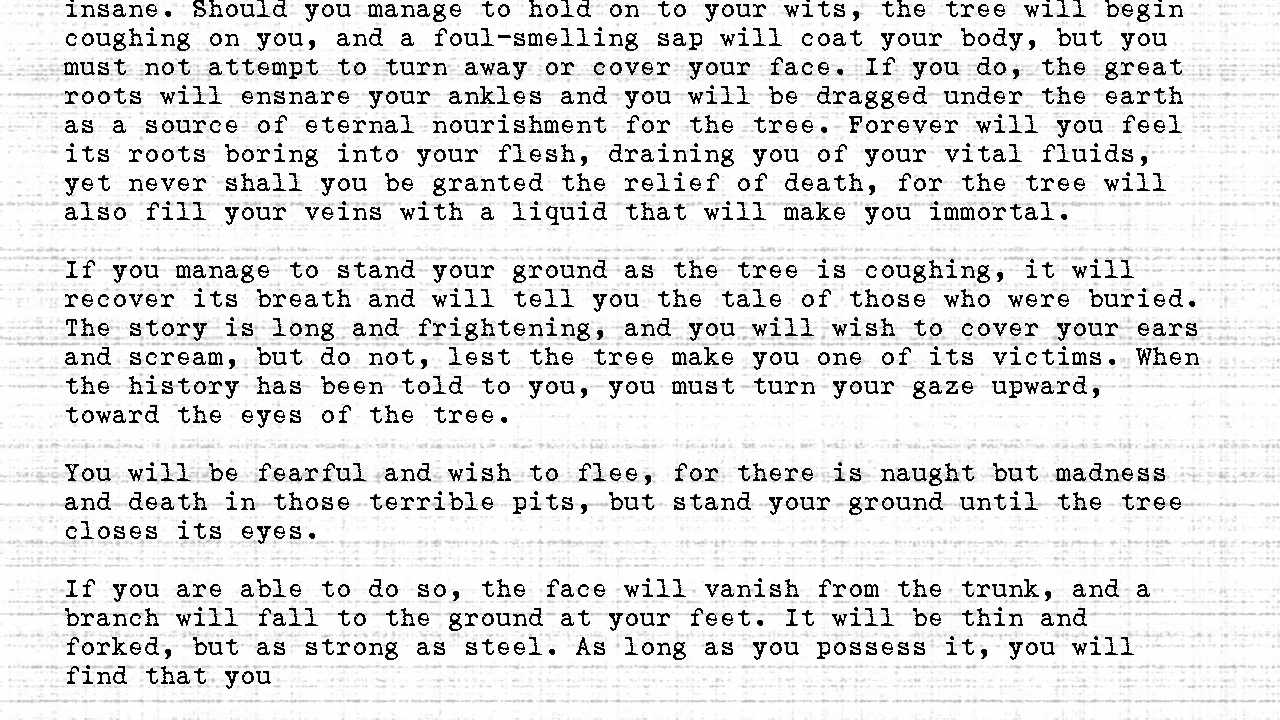 insane. Should you manage to hold on to your wits, the tree will begin
coughing on you, and a foul-smelling sap will coat your body, but you
must not attempt to turn away or cover your face. If you do, the great
roots will ensnare your ankles and you will be dragged under the earth
as a source of eternal nourishment for the tree. Forever will you feel
its roots boring into your flesh, draining you of your vital fluids,
yet never shall you be granted the relief of death, for the tree will
also fill your veins with a liquid that will make you immortal.
If you manage to stand your ground as the tree is coughing, it will
recover its breath and will tell you the tale of those who were buried.
The story is long and frightening, and you will wish to cover your ears
and scream, but do not, lest the tree make you one of its victims. When
the history has been told to you, you must turn your gaze upward,
toward the eyes of the tree.
You will be fearful and wish to flee, for there is naught but madness
and death in those terrible pits, but stand your ground until the tree
closes its eyes.
If you are able to do so, the face will vanish from the trunk, and a
branch will fall to the ground at your feet. It will be thin and
forked, but as strong as steel. As long as you possess it, you will
find that you